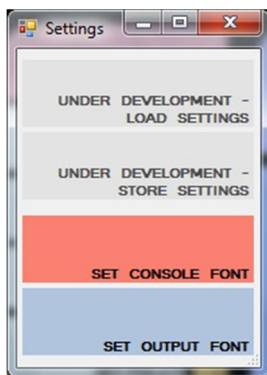 Settings
UNDER DEVELOPMENT -
LOAD SETTINGS
UNDER DEVELOPMENT -
STORE SETTINGS
SET CONSOLE FONT
SET OUTPUT FONT